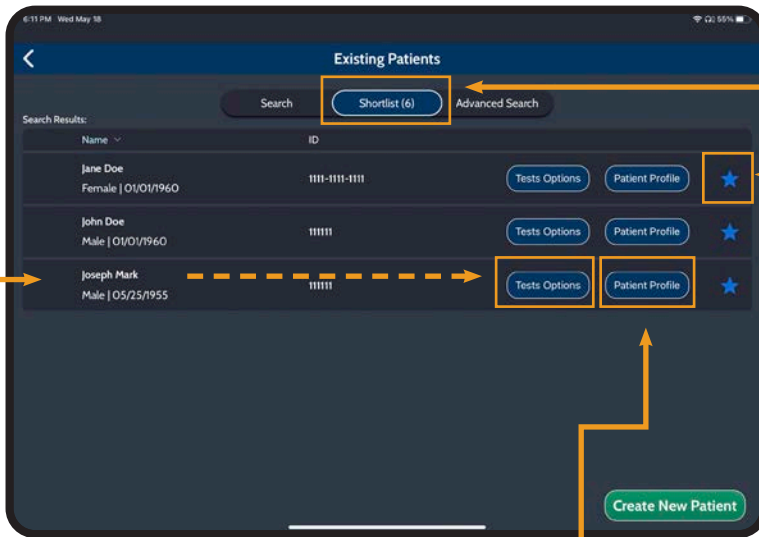 6:11 PM Wed May 18 55%
Existing Patients
Search Shortlist (6) Advanced Search
Search Results:
Name ID
Jane Doe
Female | 01/01/1960 1111-1111-1111 Tests Options Patient Profile
John Doe
Male | 01/01/1960 111111 Tests Options Patient Profile
Joseph Mark
Male | 05/25/1955 111111 Tests Options Patient Profile
Create New Patient